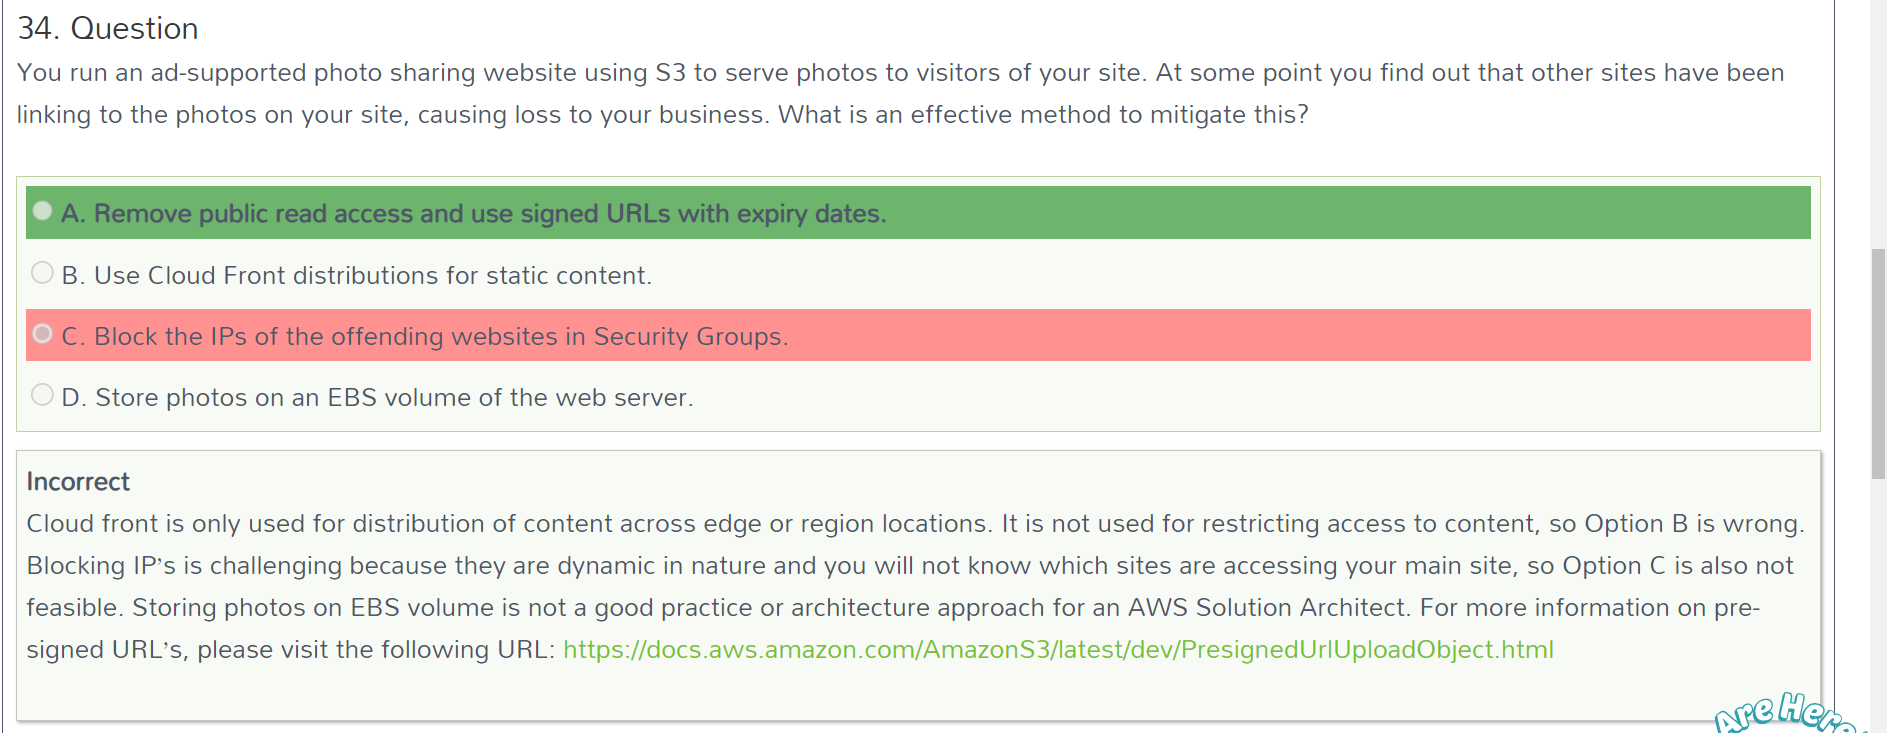 34. Question
You run an ad-supported photo sharing website using S3 to serve photos to visitors of your site. At some point you find out that other sites have been
linking to the photos on your site, causing loss to your business. What is an effective method to mitigate this?
A. Remove public read access and use signed URLs with expiry dates.
B. Use Cloud Front distributions for static content.
C. Block the IPs of the offending websites in Security Groups.
D. Store photos on an EBS volume of the web server.
Incorrect
Cloud front is only used for distribution of content across edge or region locations. It is not used for restricting access to content, so Option B is wrong.
Blocking IP’s is challenging because they are dynamic in nature and you will not know which sites are accessing your main site, so Option C is also not
feasible. Storing photos on EBS volume is not a good practice or architecture approach for an AWS Solution Architect. For more information on pre-
signed URL’s, please visit the following URL: https://docs.aws.amazon.com/AmazonS3/latest/dev/PresignedUrlUploadObject.html
Are Here